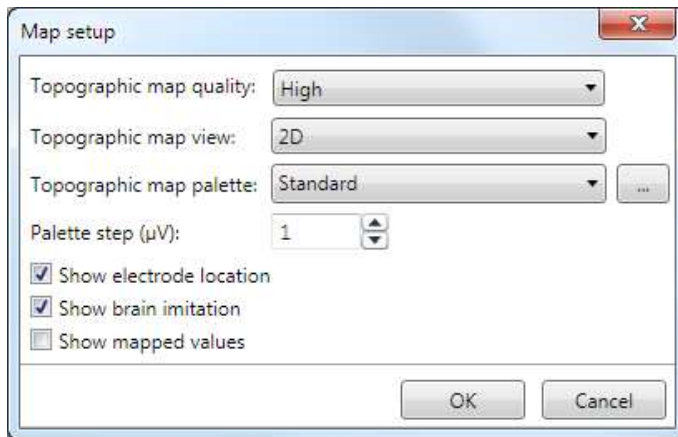 Map setup
Topographic map quality: High
Topographic map view: 2D
Topographic map palette: Standard ...
Palette step (µV): 1
Show electrode location
Show brain imitation
Show mapped values
OK Cancel